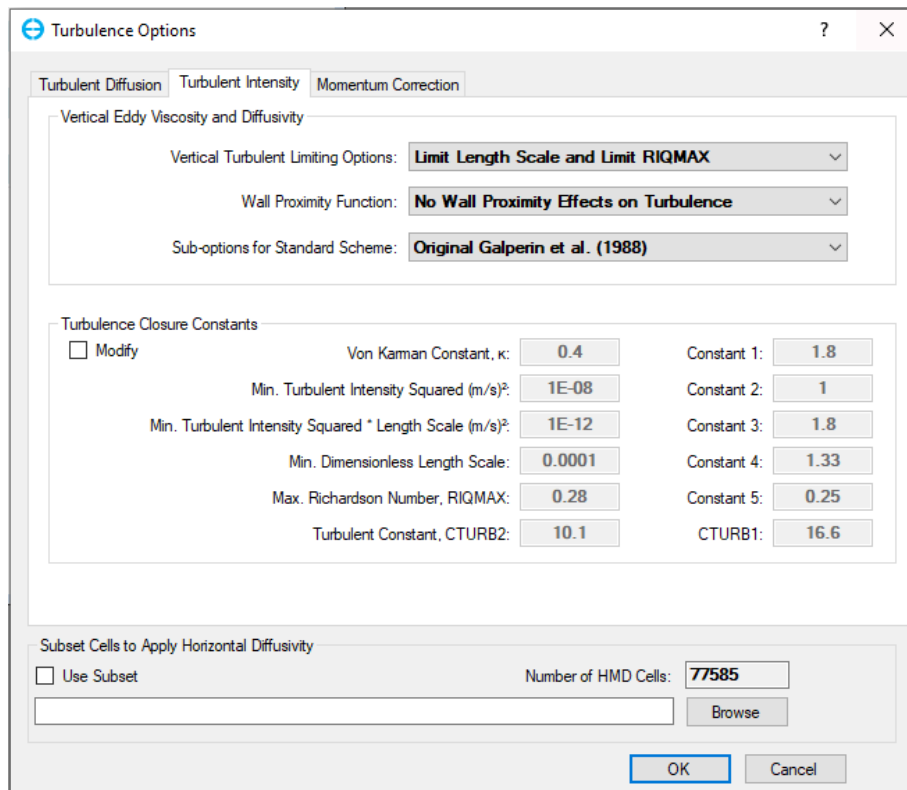 Turbulence Options
?
Turbulent Diffusion
Turbulent Intensity
Momentum Correction
Vertical Eddy Viscosity and Diffusivity
Vertical Turbulent Limiting Options: Limit Length Scale and Limit RIQMAX
Wall Proximity Function: No Wall Proximity Effects on Turbulence
Sub-options for Standard Scheme: Original Galperin et al. (1988)
Turbulence Closure Constants
Modify
Von Karman Constant, κ: 0.4 Constant 1: 1.8
Min. Turbulent Intensity Squared (m/s)²: 1E-08 Constant 2: 1
Min. Turbulent Intensity Squared * Length Scale (m/s)²: 1E-12 Constant 3: 1.8
Min. Dimensionless Length Scale: 0.0001 Constant 4: 1.33
Max. Richardson Number, RIQMAX: 0.28 Constant 5: 0.25
Turbulent Constant, CTURB2: 10.1 CTURB1: 16.6
Subset Cells to Apply Horizontal Diffusivity
Use Subset Number of HMD Cells: 77585
Browse
OK Cancel